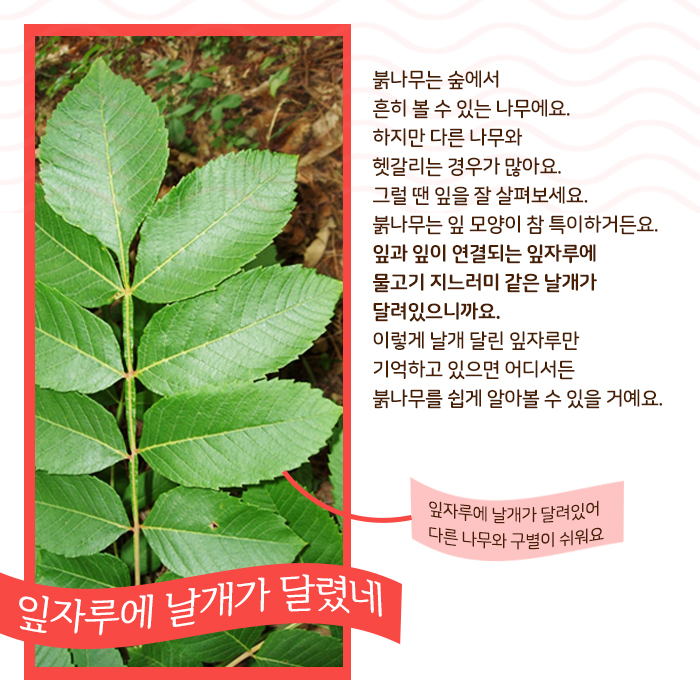 붉나무는 숲에서
흔히 볼 수 있는 나무에요.
하지만 다른 나무와
헷갈리는 경우가 많아요.
그럴 땐 잎을 잘 살펴보세요.
붉나무는 잎 모양이 참 특이하거든요.
잎과 잎이 연결되는 잎자루에
물고기 지느러미 같은 날개가
달려있으니까요.
이렇게 날개 달린 잎자루만
기억하고 있으면 어디서든
붉나무를 쉽게 알아볼 수 있을 거예요.
잎자루에 날개가 달려있어
다른 나무와 구별이 쉬워요
잎자루에 날개가 달렸네